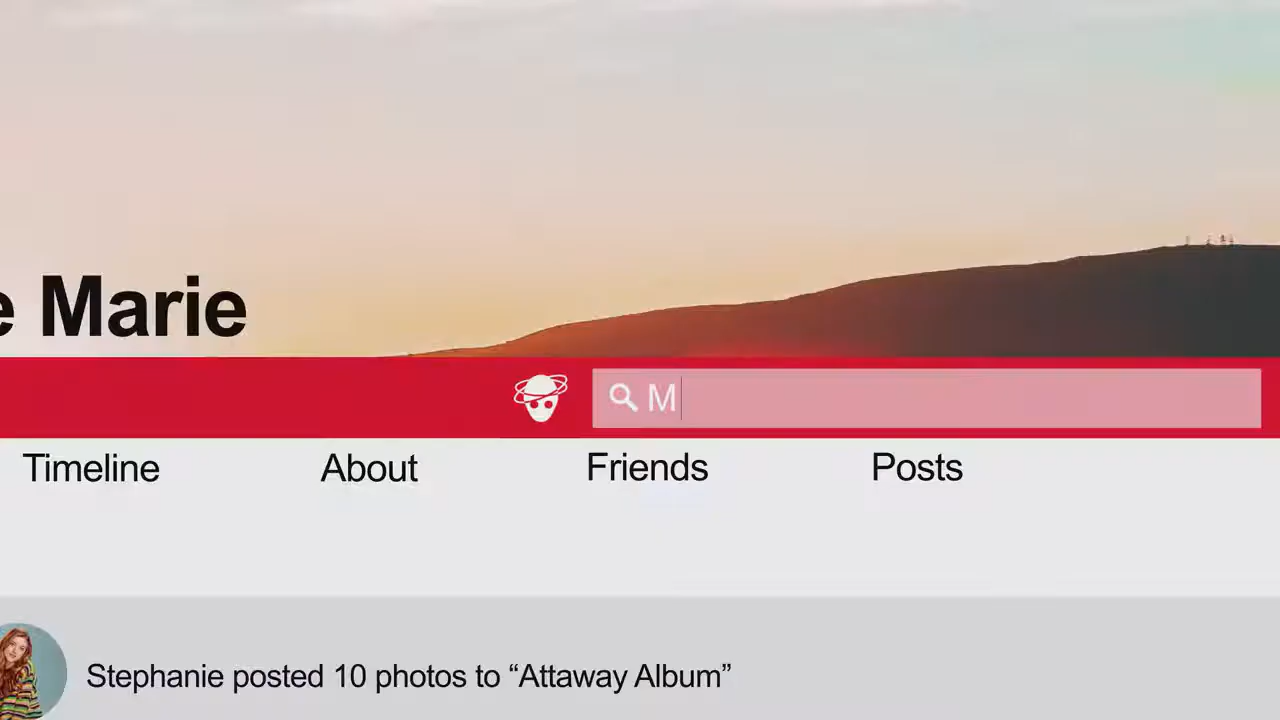 e Marie
M
Timeline About Friends Posts
Stephanie posted 10 photos to “Attaway Album”